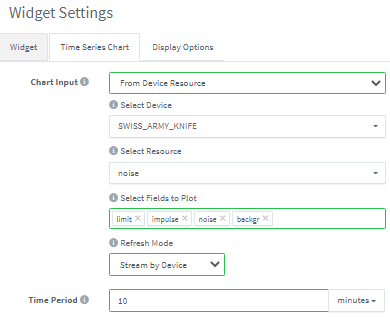 Widget Settings
Widget Time Series Chart Display Options
Chart Input From Device Resource
Select Device
SWISS_ARMY_KNIFE
Select Resource
noise
Select Fields to Plot
limit × impulse × noise × backgr ×
Refresh Mode
Stream by Device
Time Period 10 minutes